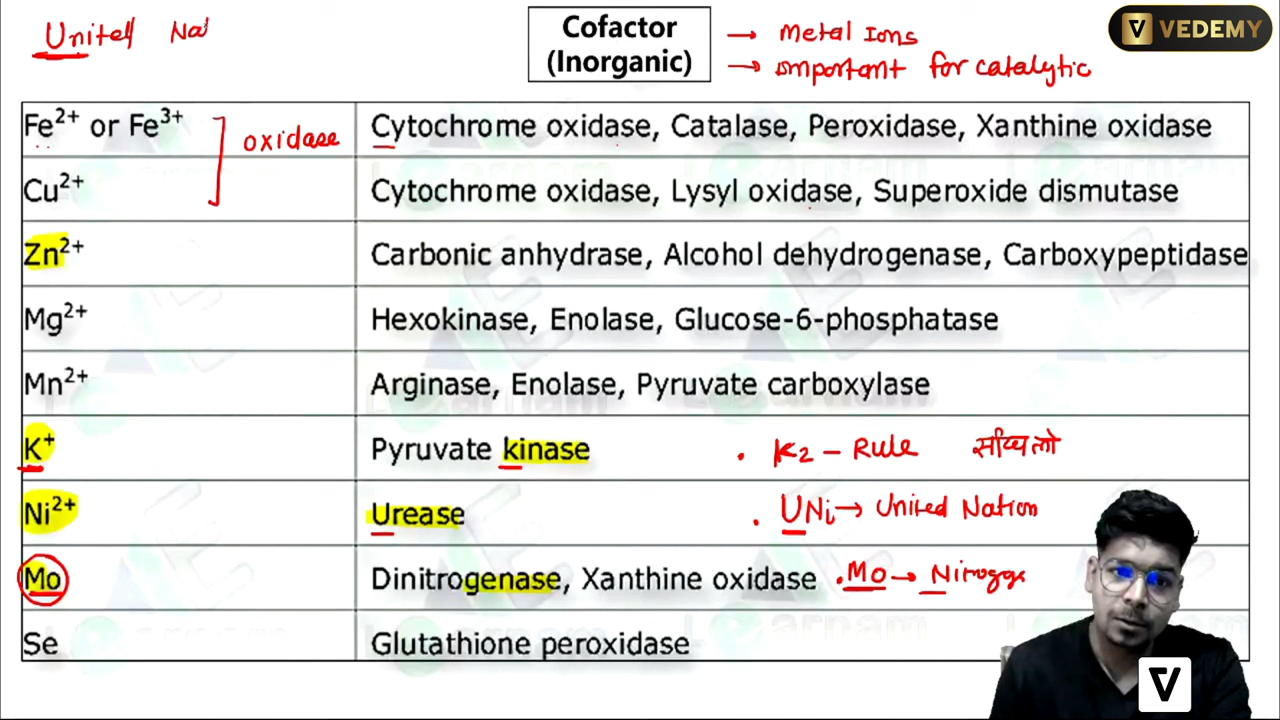 United Na
Cofactor
(Inorganic)
→ Metal Ions
→ important for catalytic
V VEDEMY
Fe²⁺ or Fe³⁺ ] oxidase Cytochrome oxidase, Catalase, Peroxidase, Xanthine oxidase
Cu²⁺ Cytochrome oxidase, Lysyl oxidase, Superoxide dismutase
Zn²⁺ Carbonic anhydrase, Alcohol dehydrogenase, Carboxypeptidase
Mg²⁺ Hexokinase, Enolase, Glucose-6-phosphatase
Mn²⁺ Arginase, Enolase, Pyruvate carboxylase
K⁺ Pyruvate kinase . K2 – Rule
Ni²⁺ Urease . UNi → United Nation
Mo Dinitrogenase, Xanthine oxidase . Mo →
Se Glutathione peroxidase
V